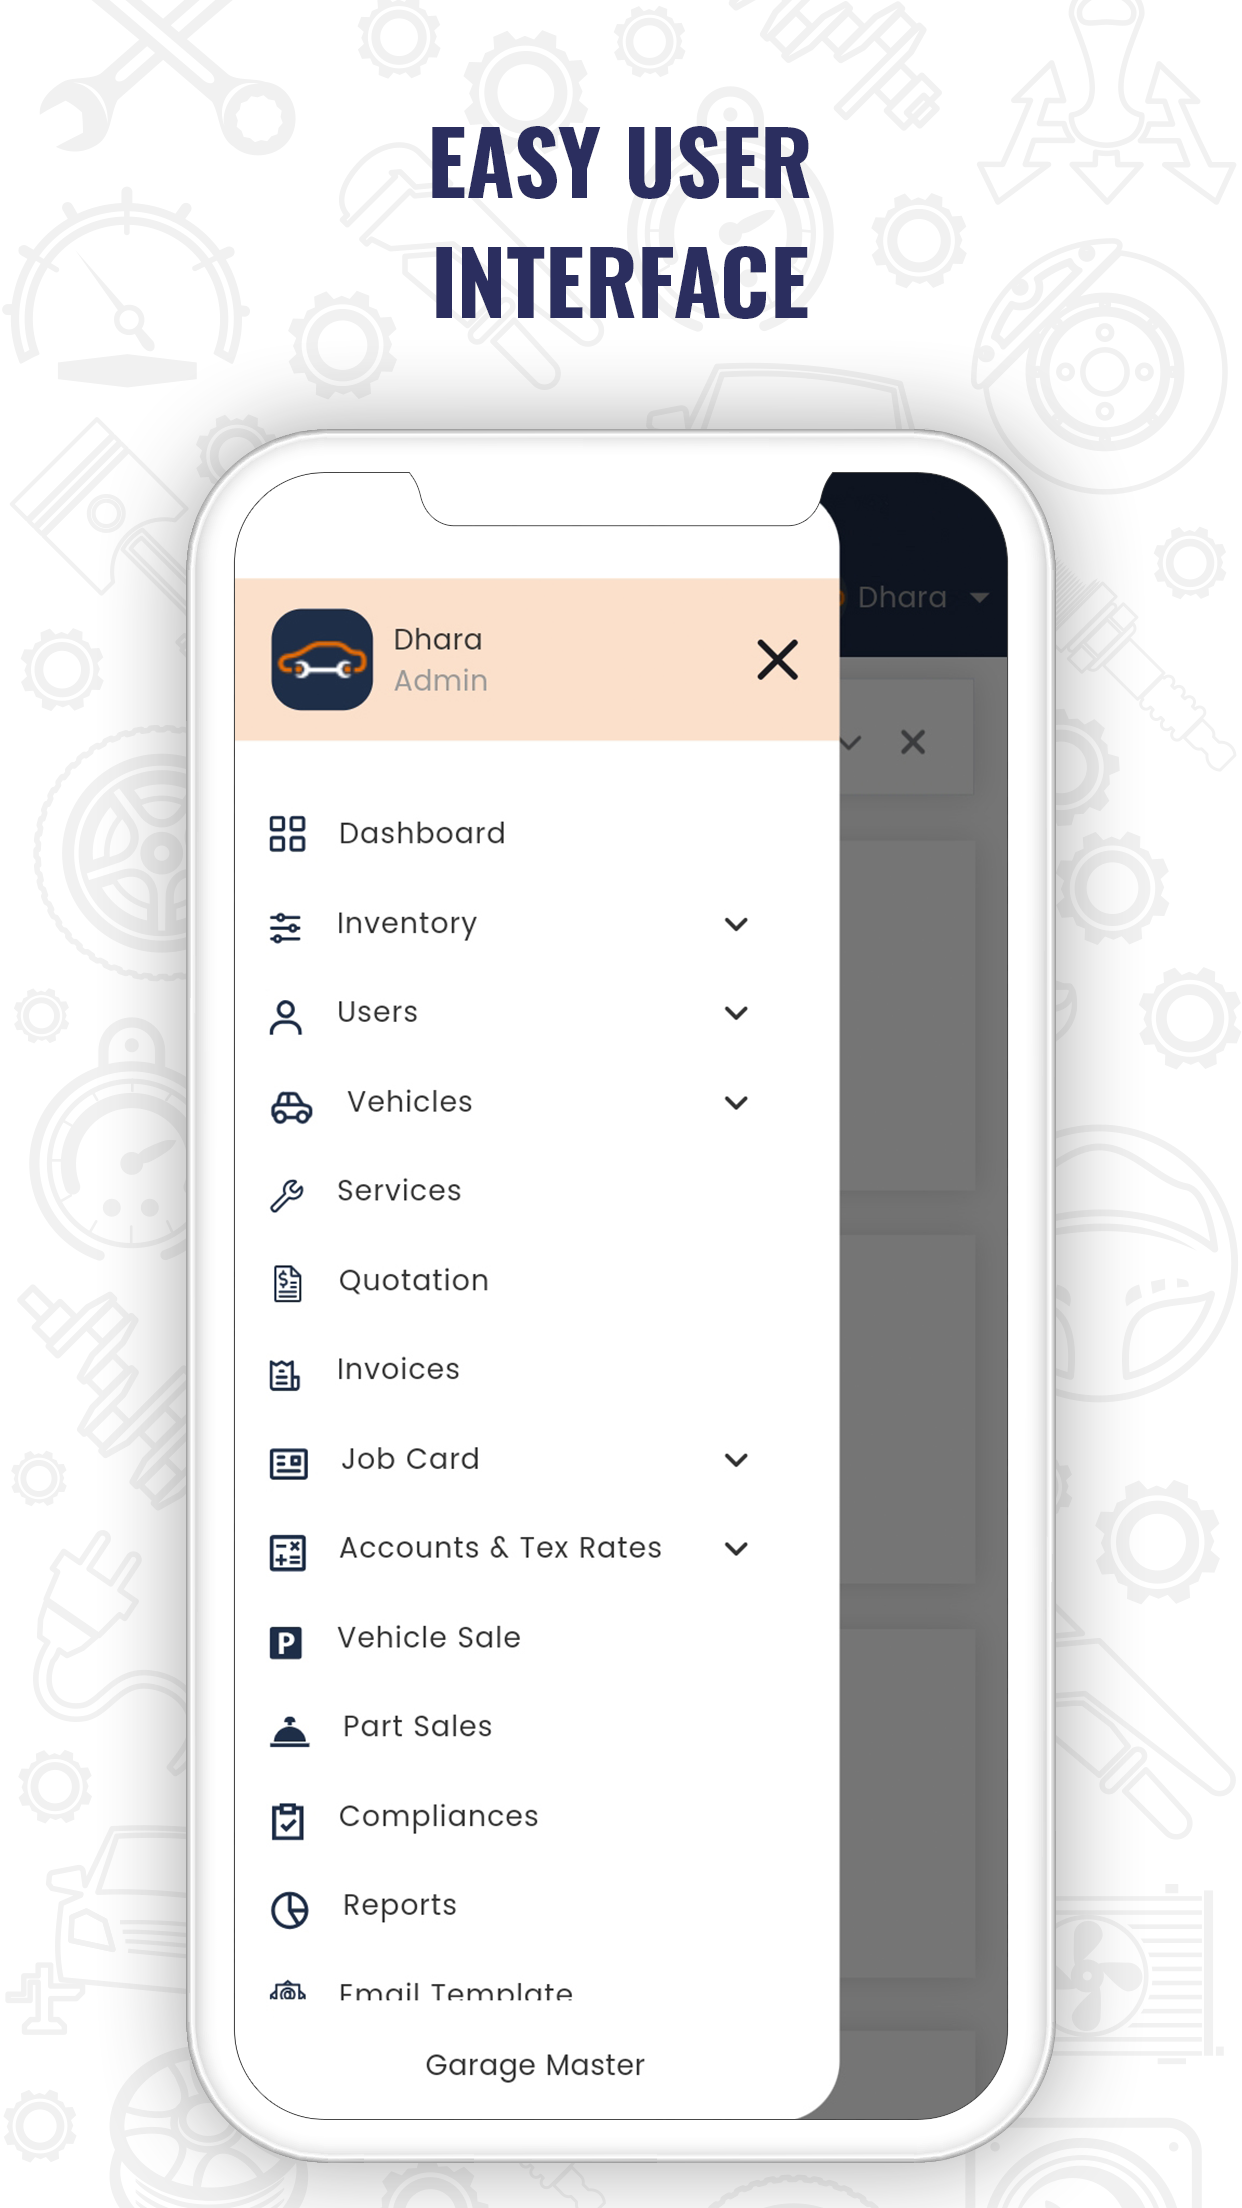 EASY USER
INTERFACE
Dhara
Dhara
Admin
Dashboard
Inventory
Users
Vehicles
Services
Quotation
Invoices
Job Card
Accounts & Tex Rates
P Vehicle Sale
Part Sales
Compliances
Reports
Email Template
Garage Master